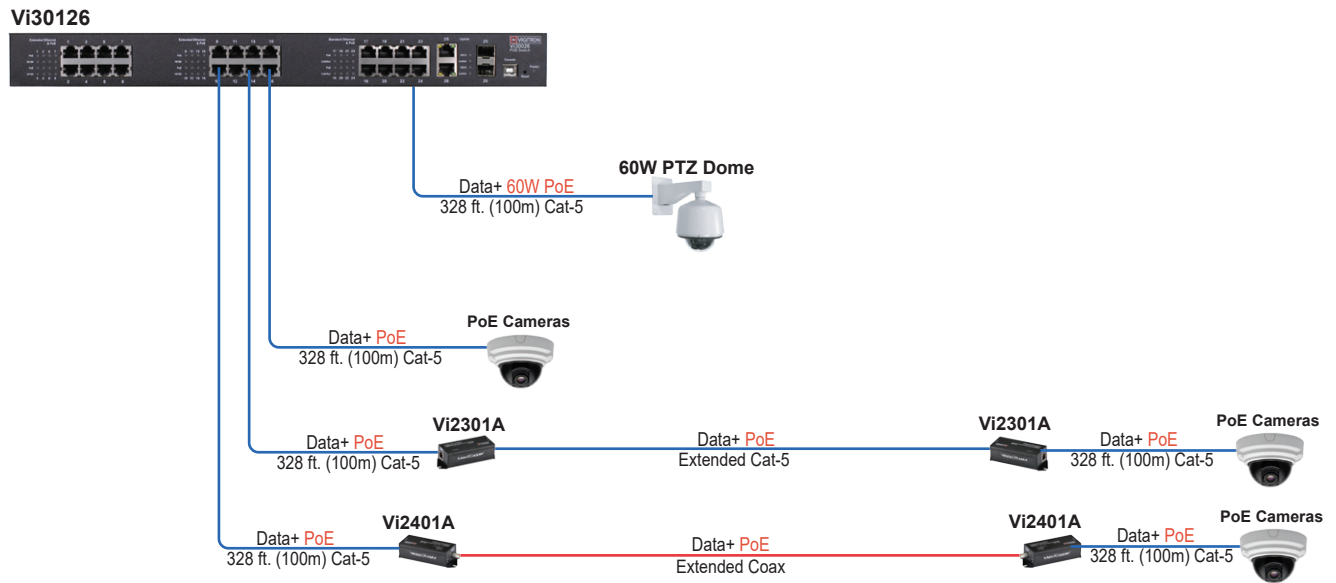 Vi30126
60W PTZ Dome
Data+ 60W PoE
328 ft. (100m) Cat-5
PoE Cameras
Data+ PoE
328 ft. (100m) Cat-5
Vi2301A
Vi2301A
PoE Cameras
Data+ PoE
328 ft. (100m) Cat-5
Data+ PoE
Extended Cat-5
Data+ PoE
328 ft. (100m) Cat-5
Vi2401A
Vi2401A
PoE Cameras
Data+ PoE
328 ft. (100m) Cat-5
Data+ PoE
Extended Coax
Data+ PoE
328 ft. (100m) Cat-5